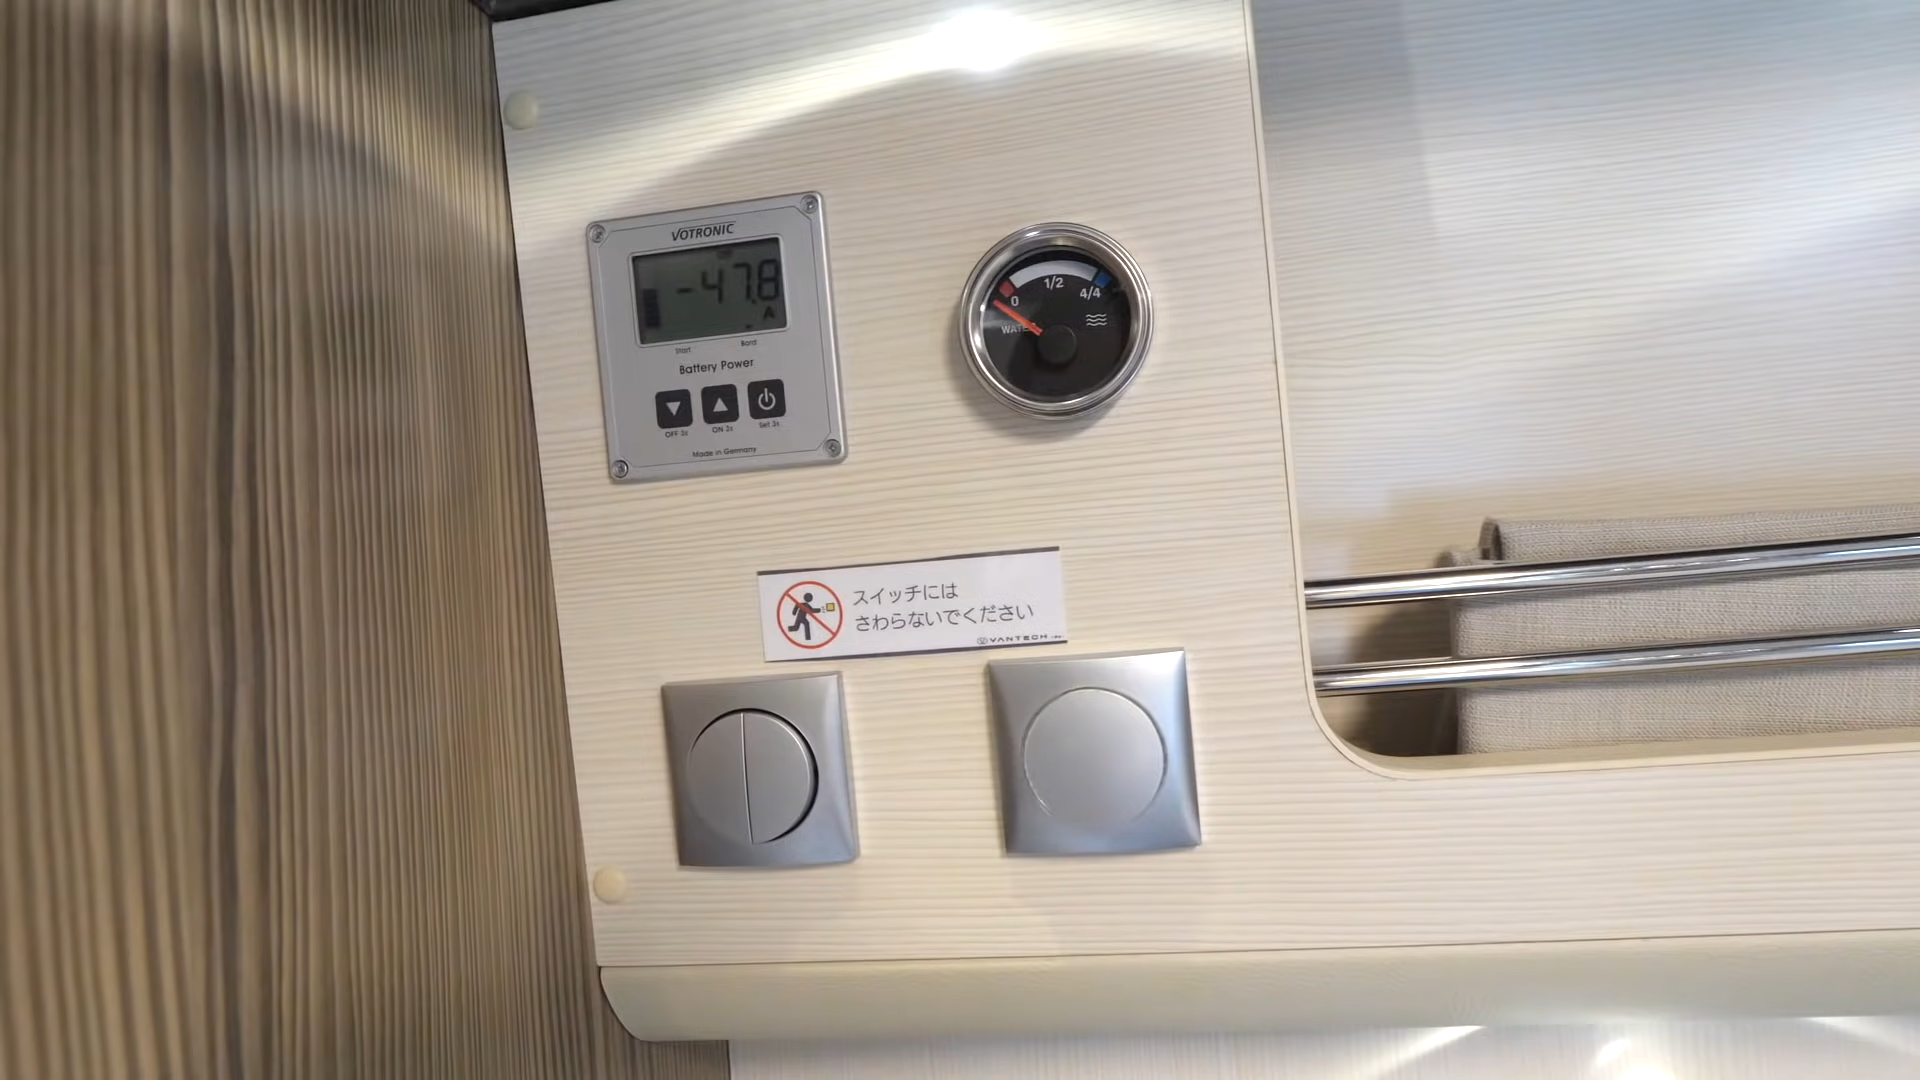 VOTRONIC
-47.8
A
Start Bord
Battery Power
OFF 3s ON 3s Set 3s
Made in Germany
1/2
0 4/4
WATER
スイッチには
さわらないでください
VANTECH